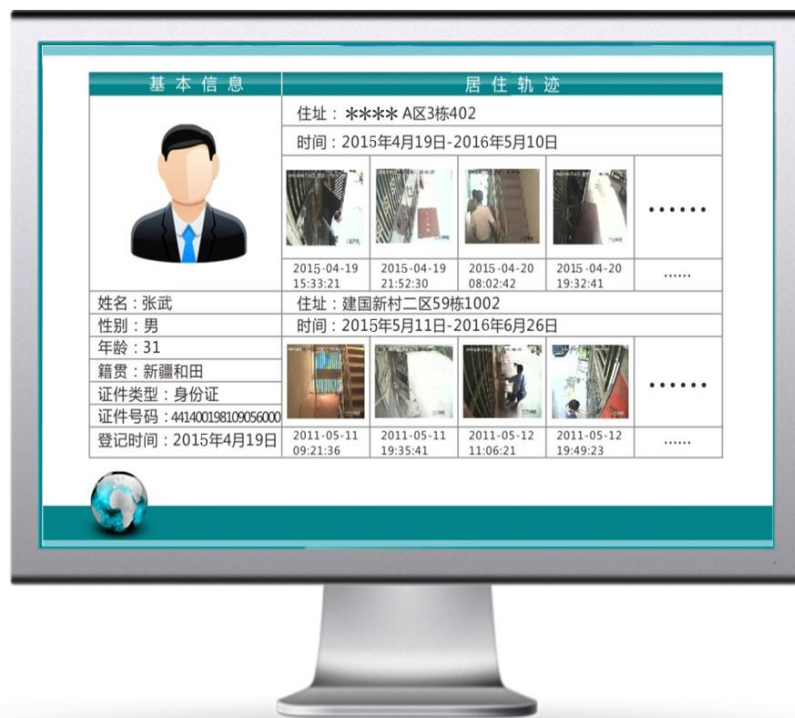 基本信息
居住轨迹
住址：**** A区3栋402
时间：2015年4月19日-2016年5月10日
2015-04-19 15:33:21
2015-04-19 21:52:30
2015-04-20 08:02:42
2015-04-20 19:32:41
......
姓名：张武
性别：男
年龄：31
籍贯：新疆和田
证件类型：身份证
证件号码：441400198109056000
登记时间：2015年4月19日
住址：建国新村二区59栋1002
时间：2015年5月11日-2016年6月26日
2011-05-11 09:21:36
2011-05-11 19:35:41
2011-05-12 11:06:21
2011-05-12 19:49:23
......